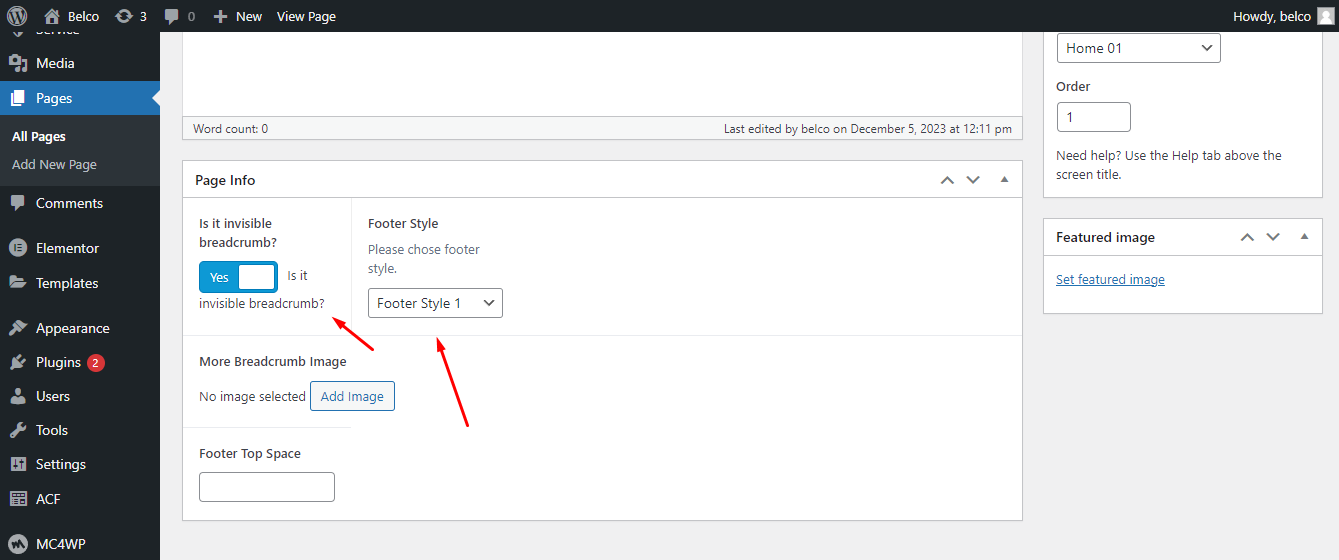 Belco
3
0
New
View Page
Howdy, belco
Service
Media
Pages
All Pages
Add New Page
Comments
Elementor
Templates
Appearance
Plugins 2
Users
Tools
Settings
ACF
MC4WP
Word count: 0
Last edited by belco on December 5, 2023 at 12:11 pm
Page Info
Is it invisible
breadcrumb?
Yes
Is it
invisible breadcrumb?
Footer Style
Please chose footer
style.
Footer Style 1
More Breadcrumb Image
No image selected
Add Image
Footer Top Space
Home 01
Order
1
Need help? Use the Help tab above the
screen title.
Featured image
Set featured image